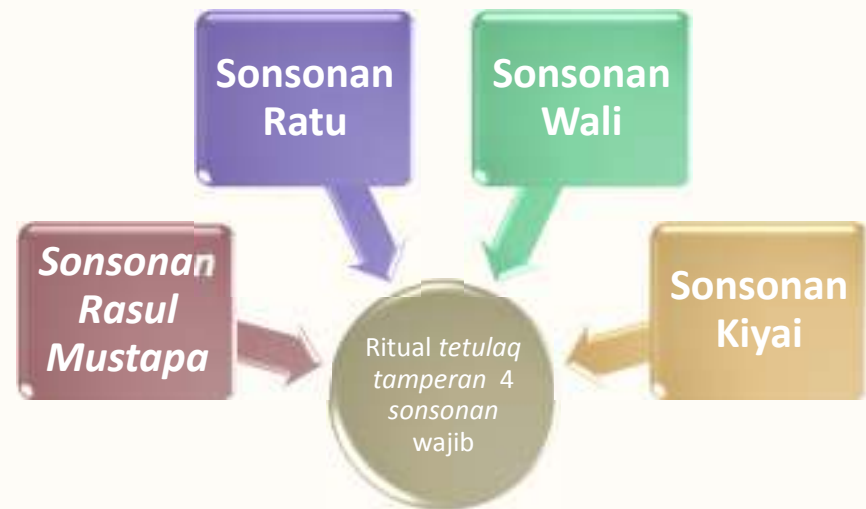 Sonsonan
Ratu
Sonsonan
Wali
Sonsonan
Rasul
Mustapa
Sonsonan
Kiyai
Ritual tetulaq
tamperan 4
sonsonan
wajib